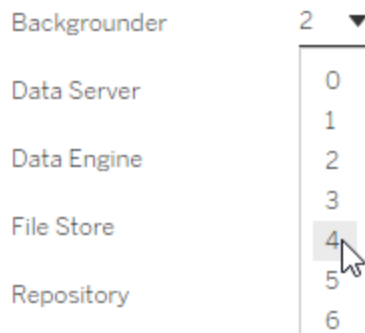 Backgrounder 2
0
Data Server
1
Data Engine 2
3
File Store
4
5
Repository
6